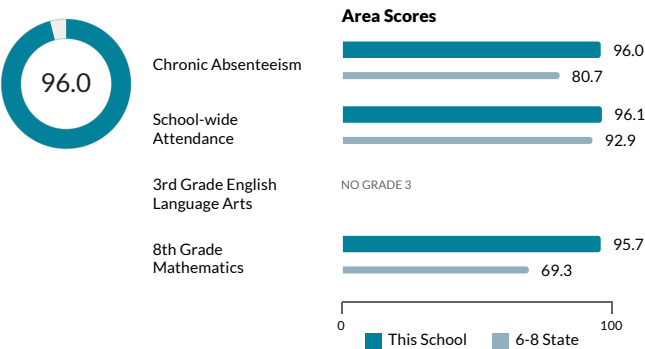 Area Scores
96.0
Chronic Absenteeism
96.0
80.7
School-wide
Attendance
96.1
92.9
3rd Grade English
Language Arts
NO GRADE 3
8th Grade
Mathematics
95.7
69.3
0
100
This School
6-8 State